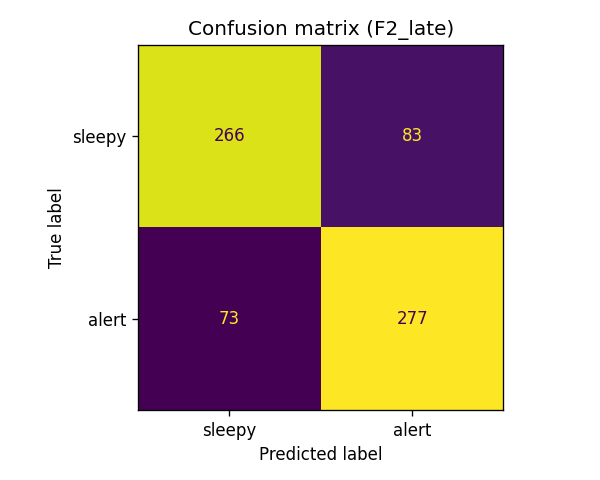 Confusion matrix (F2_late)
True label
sleepy
266
83
alert
73
277
sleepy
alert
Predicted label